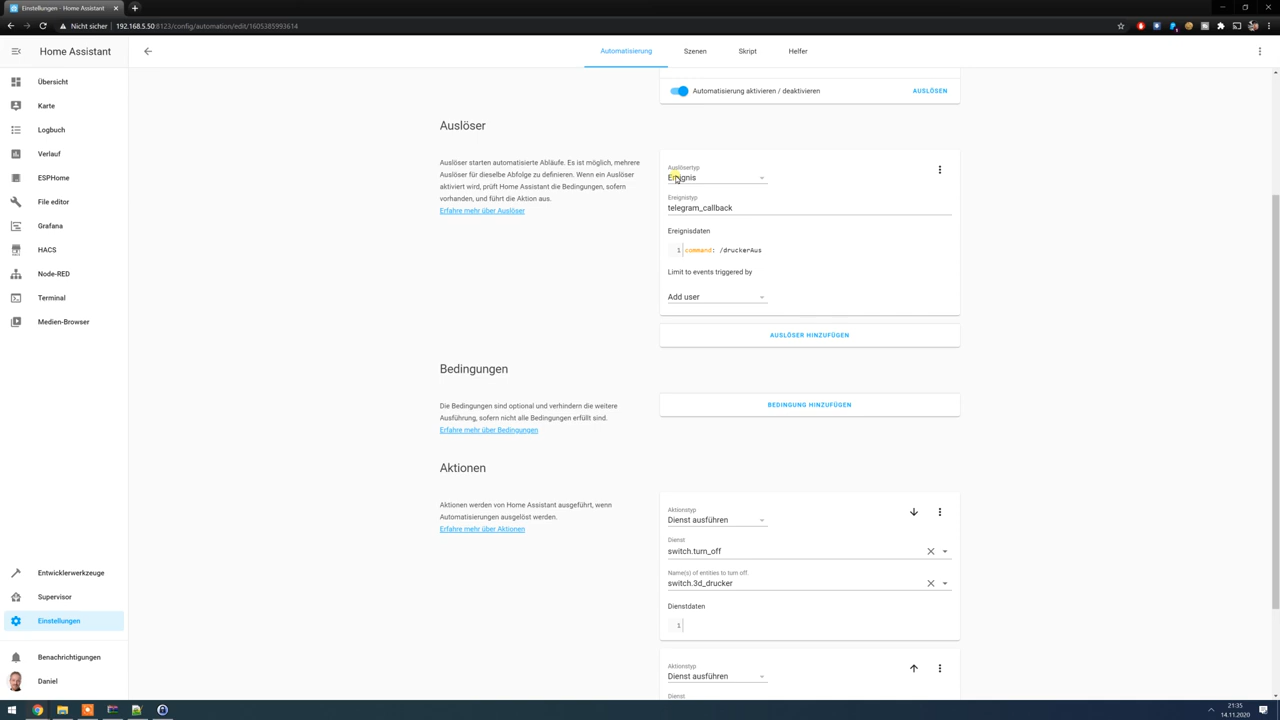 Einstellungen - Home Assistant
Nicht sicher
192.168.5.50:8123/config/automation/edit/1605385993614
Home Assistant
Automatisierung
Szenen
Skript
Helfer
Übersicht
Karte
Logbuch
Verlauf
ESPHome
File editor
Grafana
HACS
Node-RED
Terminal
Medien-Browser
Entwicklerwerkzeuge
Supervisor
Einstellungen
Benachrichtigungen
Daniel
Automatisierung aktivieren / deaktivieren
AUSLÖSEN
Auslöser
Auslöser starten automatisierte Abläufe. Es ist möglich, mehrere
Auslöser für dieselbe Abfolge zu definieren. Wenn ein Auslöser
aktiviert wird, prüft Home Assistant die Bedingungen, sofern
vorhanden, und führt die Aktion aus.
Erfahre mehr über Auslöser
Auslösertyp
Ereignis
Ereignistyp
telegram_callback
Ereignisdaten
1 command: /druckerAus
Limit to events triggered by
Add user
AUSLÖSER HINZUFÜGEN
Bedingungen
Die Bedingungen sind optional und verhindern die weitere
Ausführung, sofern nicht alle Bedingungen erfüllt sind.
Erfahre mehr über Bedingungen
BEDINGUNG HINZUFÜGEN
Aktionen
Aktionen werden von Home Assistant ausgeführt, wenn
Automatisierungen ausgelöst werden.
Erfahre mehr über Aktionen
Aktionstyp
Dienst ausführen
Dienst
switch.turn_off
Name(s) of entities to turn off.
switch.3d_drucker
Dienstdaten
1
Aktionstyp
Dienst ausführen
Dienst
21:35
14.11.2020